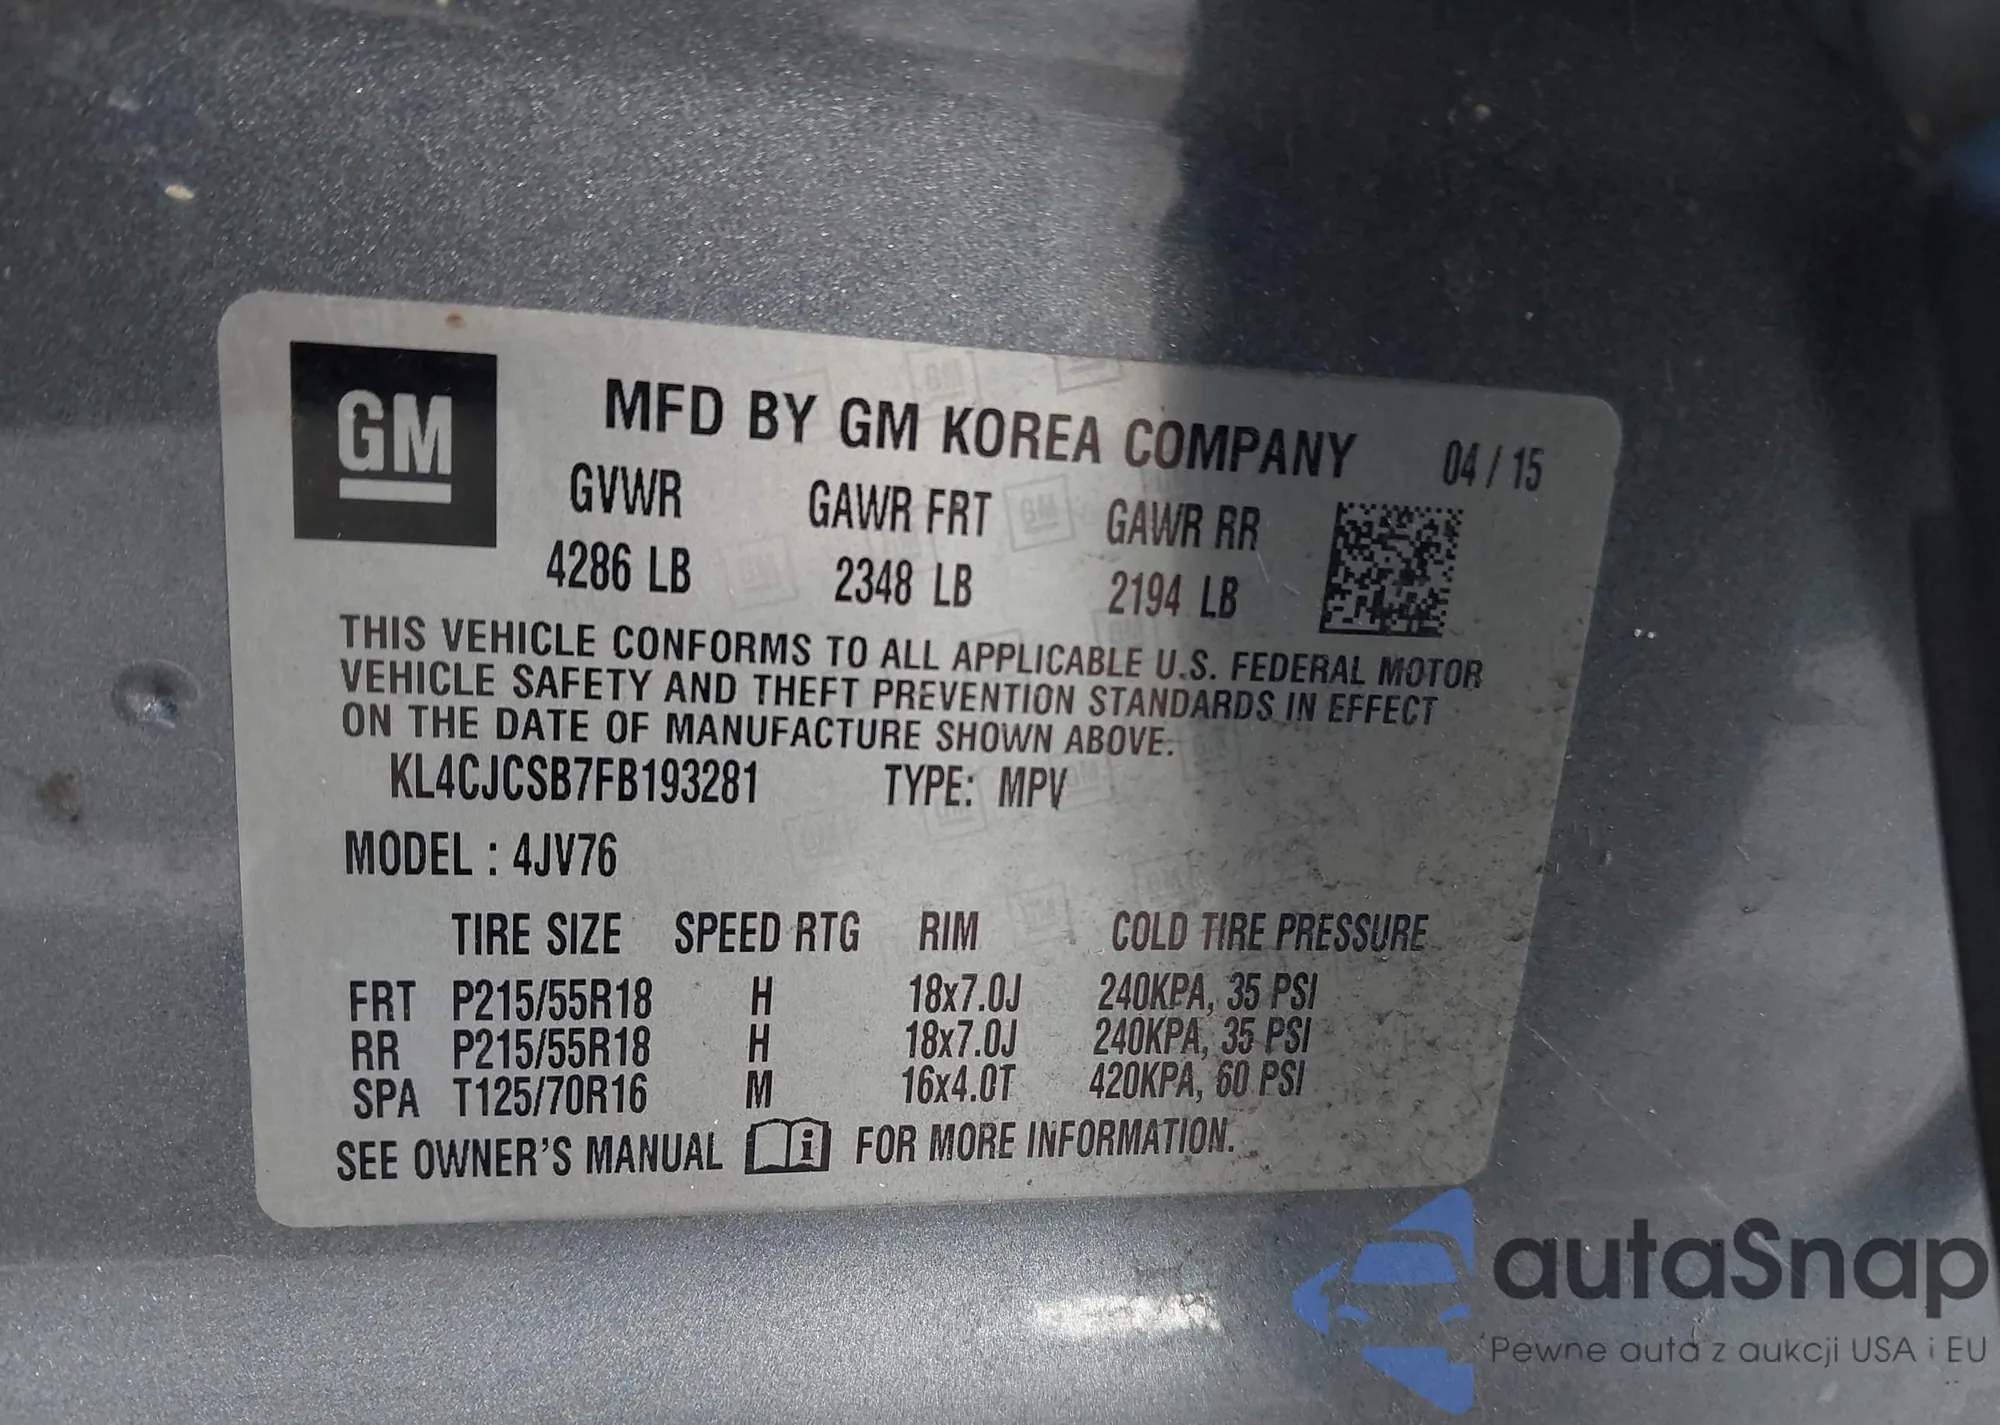 GM
MFD BY GM KOREA COMPANY 04 / 15
GVWR GAWR FRT GAWR RR
4286 LB 2348 LB 2194 LB
THIS VEHICLE CONFORMS TO ALL APPLICABLE U.S. FEDERAL MOTOR
VEHICLE SAFETY AND THEFT PREVENTION STANDARDS IN EFFECT
ON THE DATE OF MANUFACTURE SHOWN ABOVE.
KL4CJCSB7FB193281 TYPE: MPV
MODEL : 4JV76
TIRE SIZE SPEED RTG RIM COLD TIRE PRESSURE
FRT P215/55R18 H 18x7.0J 240KPA, 35 PSI
RR P215/55R18 H 18x7.0J 240KPA, 35 PSI
SPA T125/70R16 M 16x4.0T 420KPA, 60 PSI
SEE OWNER'S MANUAL i FOR MORE INFORMATION.
autaSnap
Pewne auta z aukcji USA i EU